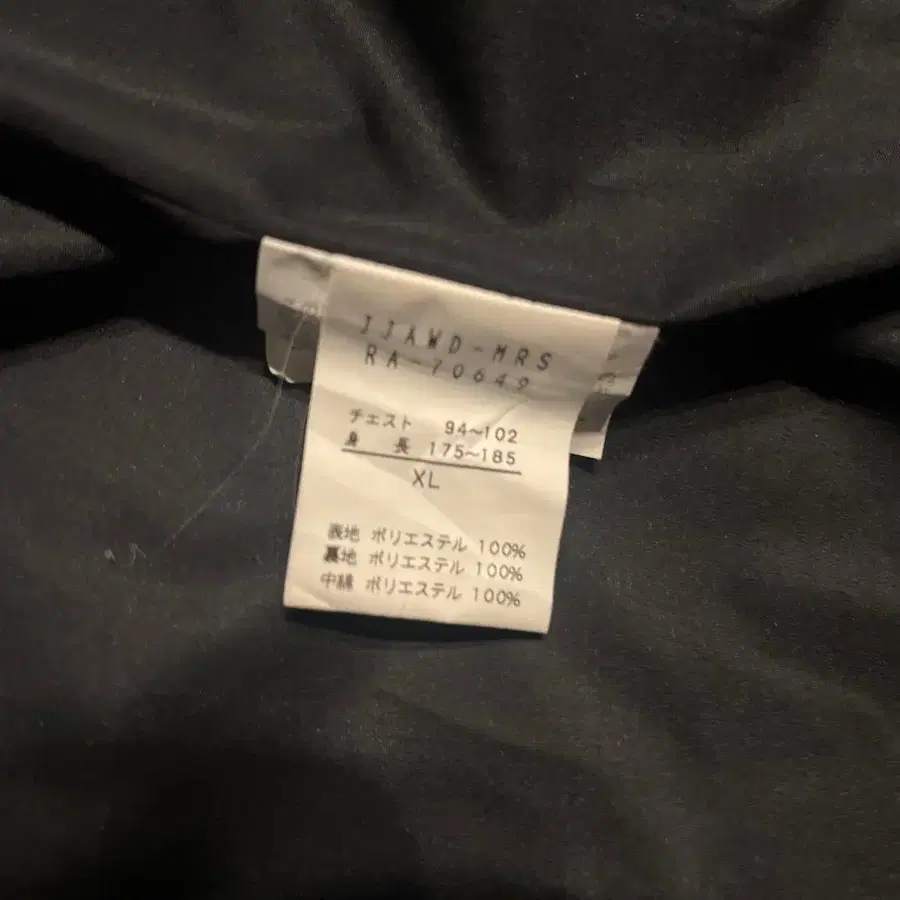 IJAWD-MRS
RA-70649
チェスト 94~102
身 長 175~185
XL
表地 ポリエステル 100%
裏地 ポリエステル 100%
中綿 ポリエステル 100%